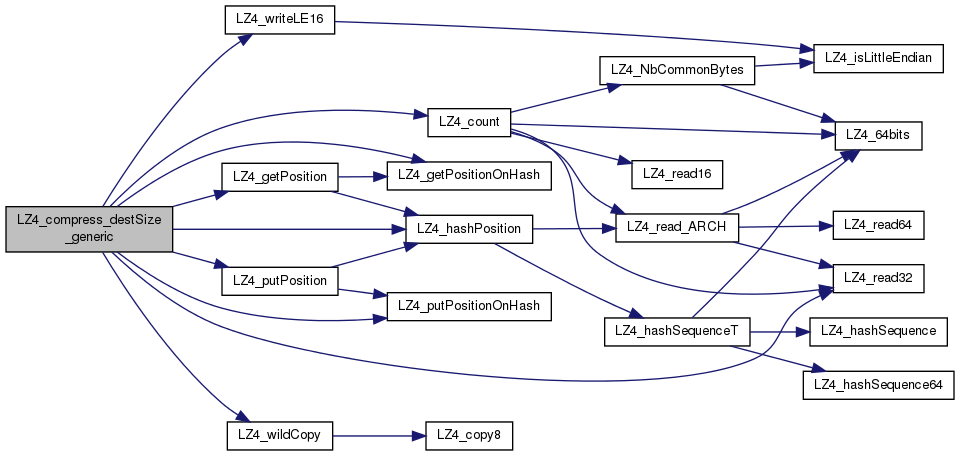 LZ4_writeLE16
LZ4_isLittleEndian
LZ4_NbCommonBytes
LZ4_count
LZ4_64bits
LZ4_getPosition
LZ4_getPositionOnHash
LZ4_read16
LZ4_compress_destSize
_generic
LZ4_hashPosition
LZ4_read_ARCH
LZ4_read64
LZ4_putPosition
LZ4_read32
LZ4_putPositionOnHash
LZ4_hashSequenceT
LZ4_hashSequence
LZ4_hashSequence64
LZ4_wildCopy
LZ4_copy8